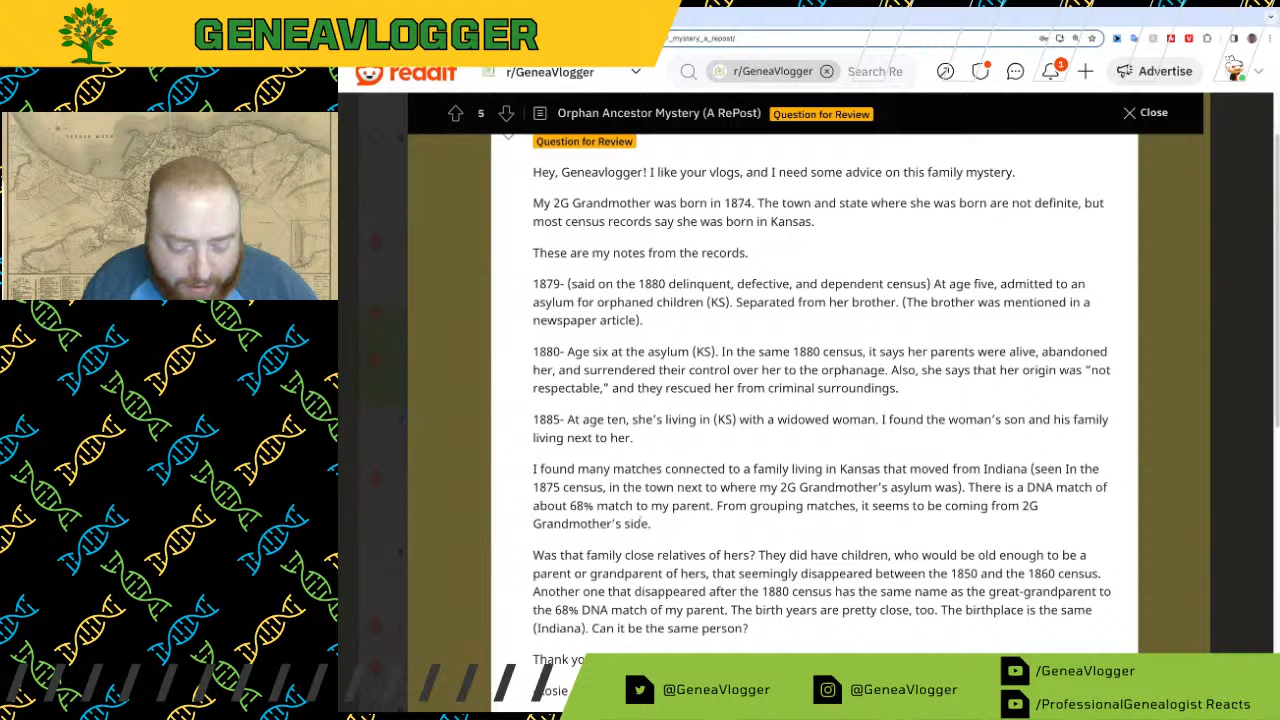 GENEAVLOGGER
_mystery_a_repost/
reddit
r/GeneaVlogger
r/GeneaVlogger
Search Re
1
Advertise
5
Orphan Ancestor Mystery (A RePost)
Question for Review
Close
Question for Review
Hey, Geneavlogger! I like your vlogs, and I need some advice on this family mystery.
My 2G Grandmother was born in 1874. The town and state where she was born are not definite, but
most census records say she was born in Kansas.
These are my notes from the records.
1879- (said on the 1880 delinquent, defective, and dependent census) At age five, admitted to an
asylum for orphaned children (KS). Separated from her brother. (The brother was mentioned in a
newspaper article).
1880- Age six at the asylum (KS). In the same 1880 census, it says her parents were alive, abandoned
her, and surrendered their control over her to the orphanage. Also, she says that her origin was “not
respectable,” and they rescued her from criminal surroundings.
1885- At age ten, she’s living in (KS) with a widowed woman. I found the woman’s son and his family
living next to her.
I found many matches connected to a family living in Kansas that moved from Indiana (seen In the
1875 census, in the town next to where my 2G Grandmother’s asylum was). There is a DNA match of
about 68% match to my parent. From grouping matches, it seems to be coming from 2G
Grandmother’s side.
Was that family close relatives of hers? They did have children, who would be old enough to be a
parent or grandparent of hers, that seemingly disappeared between the 1850 and the 1860 census.
Another one that disappeared after the 1880 census has the same name as the great-grandparent to
the 68% DNA match of my parent. The birth years are pretty close, too. The birthplace is the same
(Indiana). Can it be the same person?
Thank yo
osie
@GeneaVlogger
@GeneaVlogger
/GeneaVlogger
/ProfessionalGenealogist Reacts